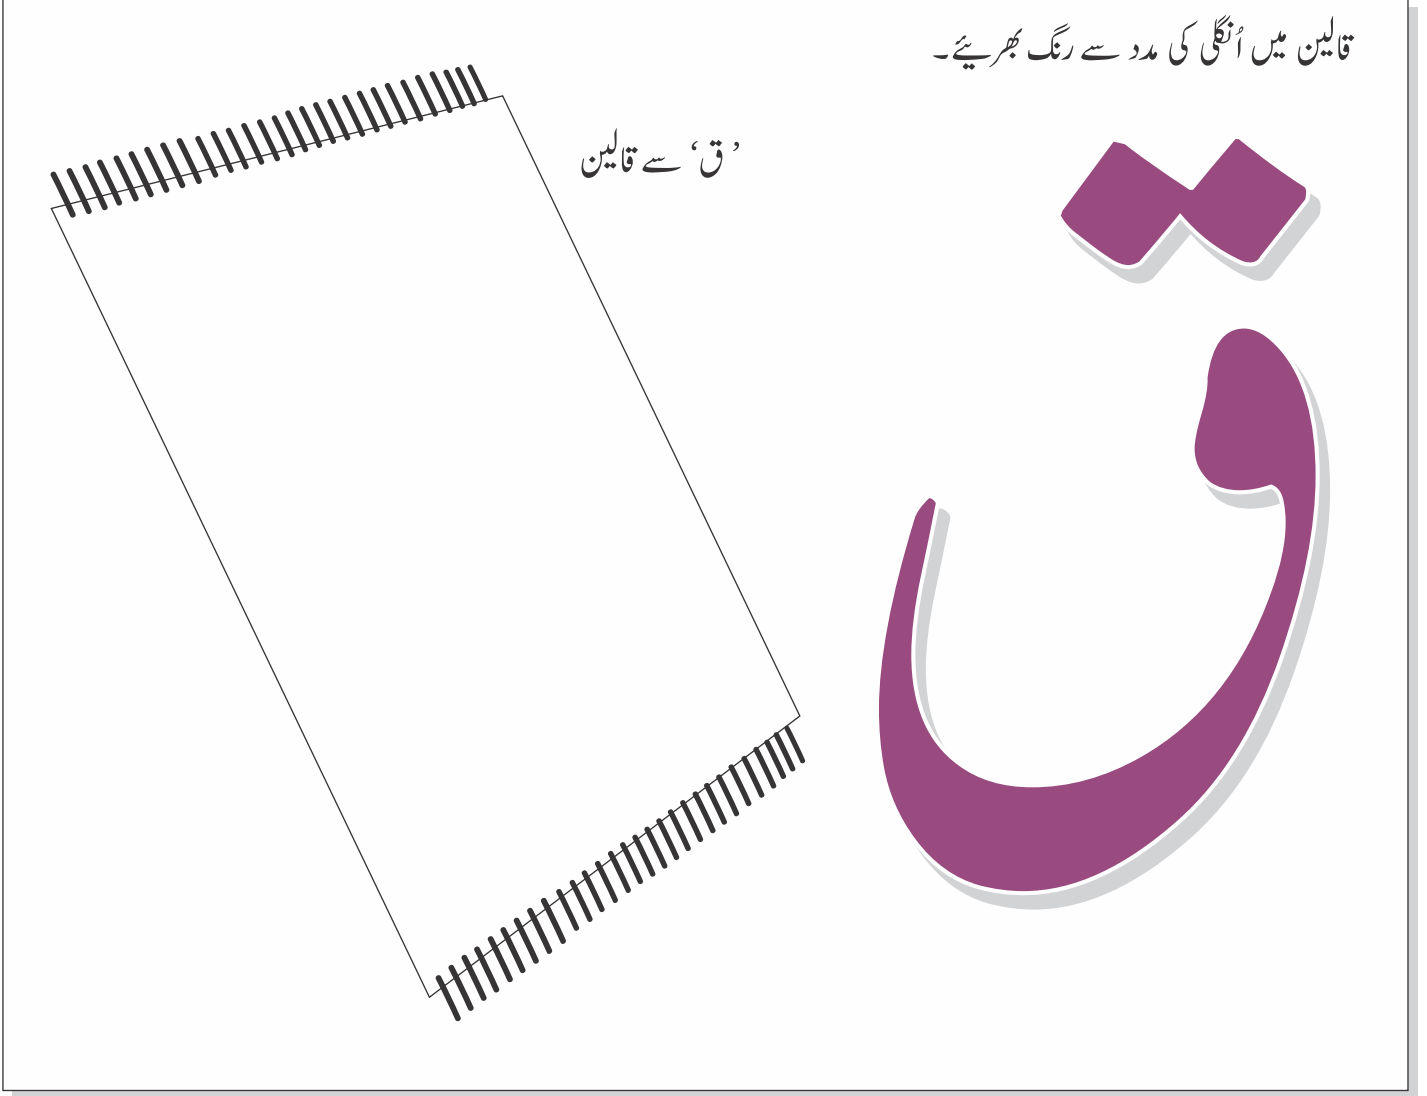 قالین میں اُنگلی کی مدد سے رنگ بھریئے۔
’ق‘ سے قالین
ق